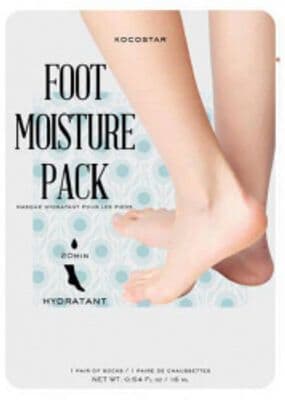 KOCOSTAR®
FOOT
MOISTURE
PACK
MASQUE HYDRATANT POUR LES PIEDS
20MIN
HYDRATANT
1 PAIR OF SOCKS / 1 PAIRE DE CHAUSSETTES
NET WT. 0.54 FL OZ / 16 mL